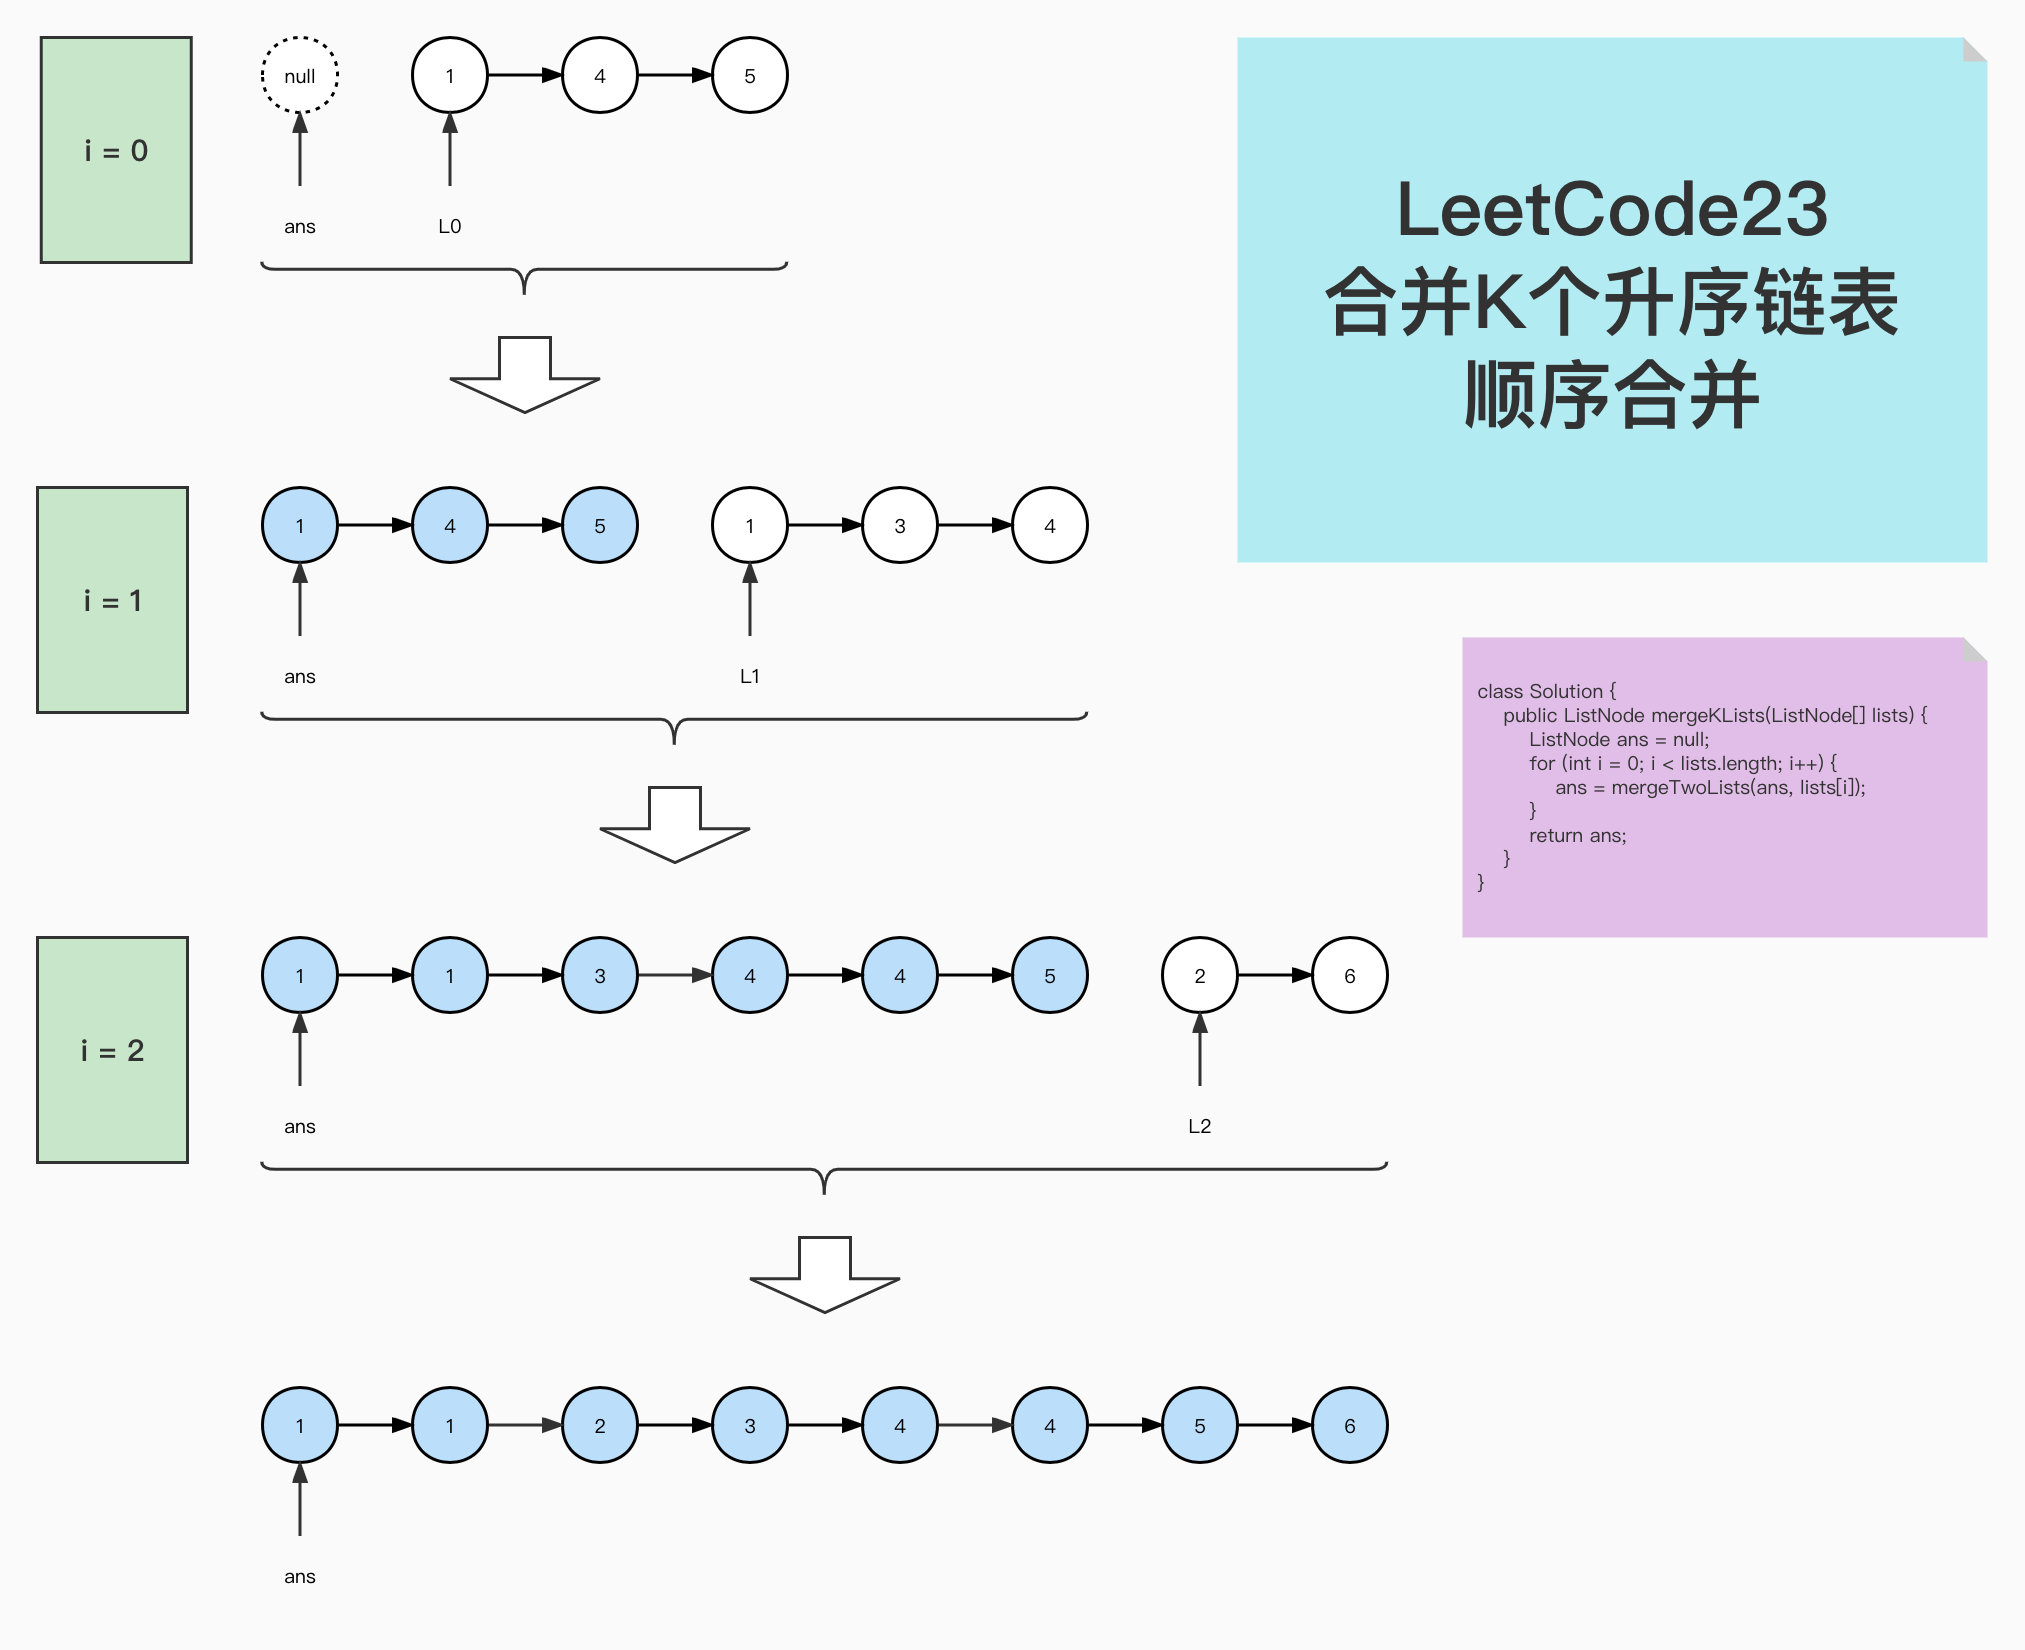 i = 0
null
1
4
5
ans
L0
LeetCode23
合并K个升序链表
顺序合并
i = 1
1
4
5
1
3
4
ans
L1
class Solution {
public ListNode mergeKLists(ListNode[] lists) {
ListNode ans = null;
for (int i = 0; i < lists.length; i++) {
ans = mergeTwoLists(ans, lists[i]);
}
return ans;
}
}
i = 2
1
1
3
4
4
5
2
6
ans
L2
1
1
2
3
4
4
5
6
ans